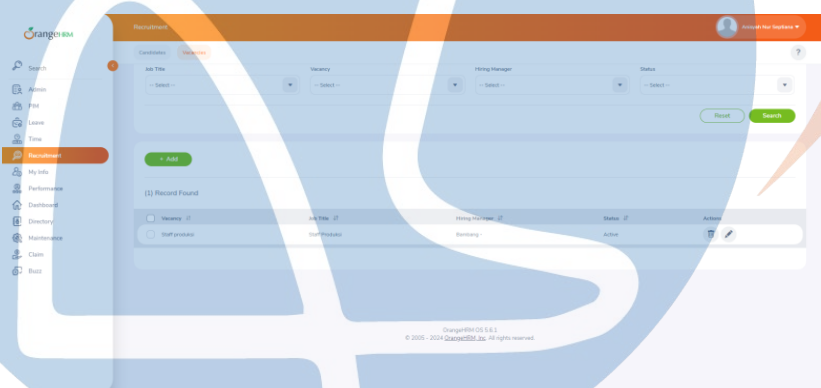 OrangeHRM
Recruitment
Anisyah Nur Septiana
Candidates
Vacancies
?
Search
Admin
PIM
Leave
Time
Recruitment
My Info
Performance
Dashboard
Directory
Maintenance
Claim
Buzz
Job Title
Vacancy
Hiring Manager
Status
-- Select --
-- Select --
-- Select --
-- Select --
Reset
Search
+ Add
(1) Record Found
Vacancy
Job Title
Hiring Manager
Status
Actions
Staff produksi
Staff Produksi
Bambang -
Active
OrangeHRM OS 5.6.1
© 2005 - 2024 OrangeHRM, Inc. All rights reserved.